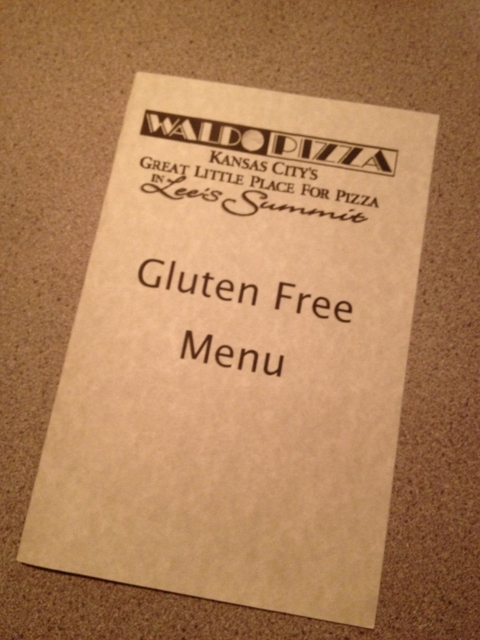 WALDO PIZZA
KANSAS CITY'S
GREAT LITTLE PLACE FOR PIZZA
IN Lee's Summit
Gluten Free
Menu